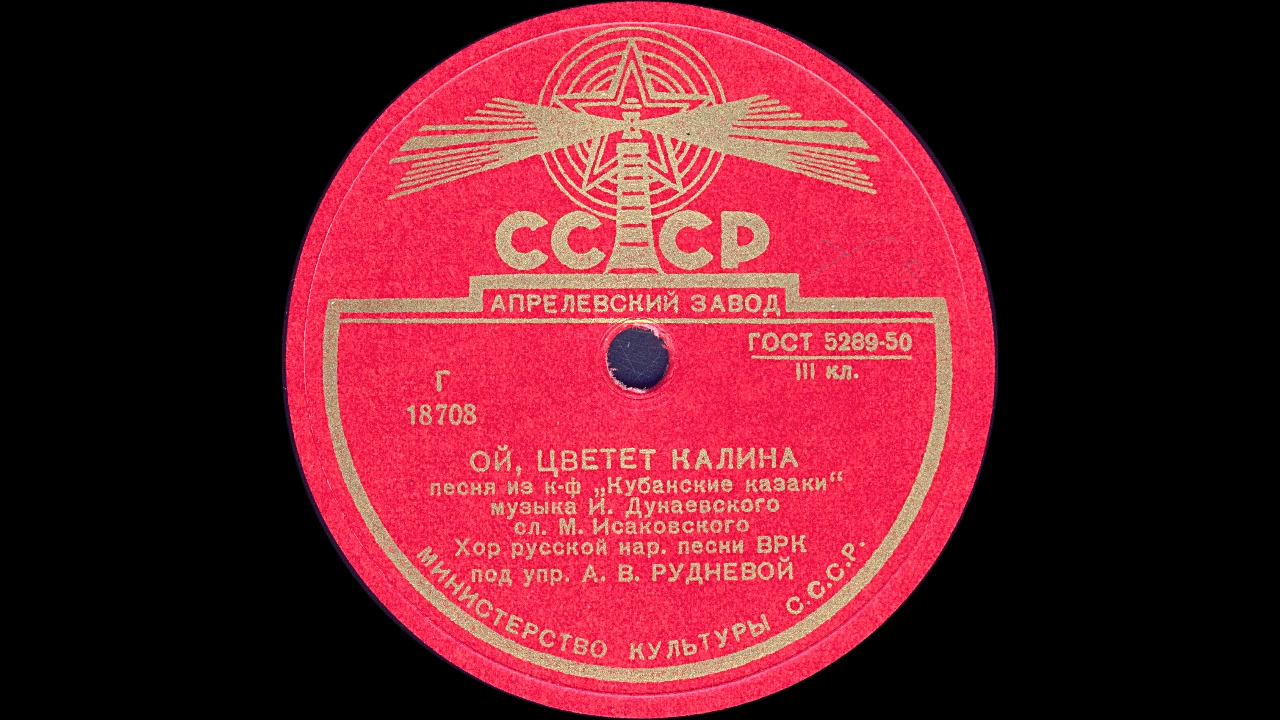 СССР
АПРЕЛЕВСКИЙ ЗАВОД
ГОСТ 5289-50
III кл.
Г
18708
ОЙ, ЦВЕТЕТ КАЛИНА
песня из к-ф „Кубанские казаки“
музыка И. Дунаевского
сл. М. Исаковского
Хор русской нар. песни ВРК
под упр. А. В. РУДНЕВОЙ
МИНИСТЕРСТВО КУЛЬТУРЫ С.С.С.Р.